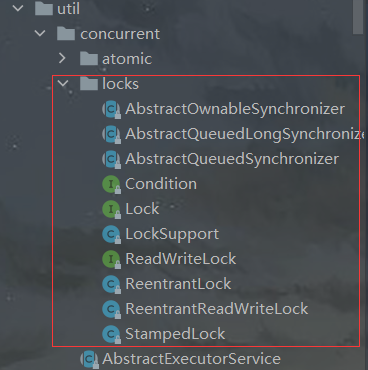 util
concurrent
atomic
locks
AbstractOwnableSynchronizer
AbstractQueuedLongSynchronize
AbstractQueuedSynchronizer
Condition
Lock
LockSupport
ReadWriteLock
ReentrantLock
ReentrantReadWriteLock
StampedLock
AbstractExecutorService